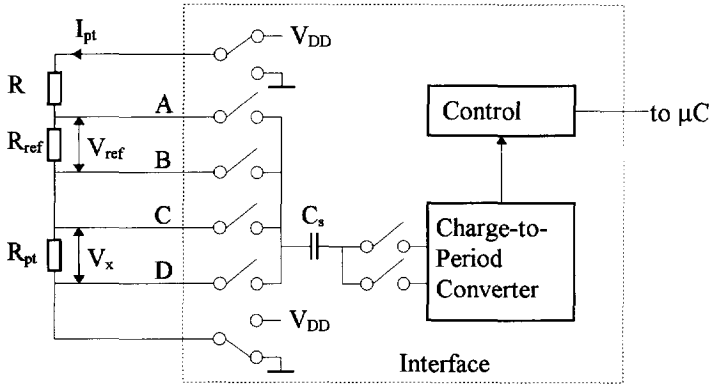 I_pt
V_DD
R
A
Control
to μC
R_ref
V_ref
B
C
C_s
Charge-to-
Period
Converter
R_pt
V_x
D
V_DD
Interface